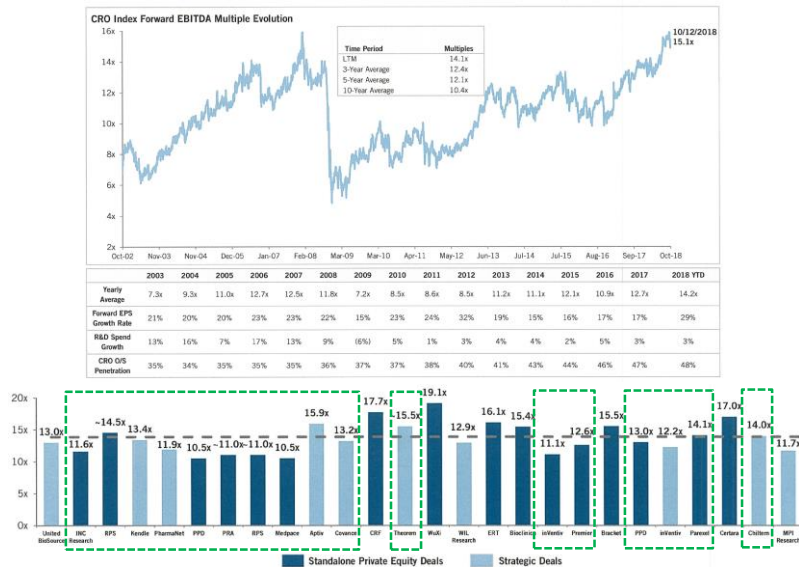 CRO Index Forward EBITDA Multiple Evolution
16x
10/12/2018
15.1x
Time Period Multiples
LTM 14.1x
3-Year Average 12.4x
5-Year Average 12.1x
10-Year Average 10.4x
14x
12x
10x
8x
6x
4x
2x
Oct-02 Nov-03 Nov-04 Dec-05 Jan-07 Feb-08 Mar-09 Mar-10 Apr-11 May-12 Jun-13 Jul-14 Jul-15 Aug-16 Sep-17 Oct-18
2003 2004 2005 2006 2007 2008 2009 2010 2011 2012 2013 2014 2015 2016 2017 2018 YTD
Yearly Average 7.3x 9.3x 11.0x 12.7x 12.5x 11.8x 7.2x 8.5x 8.6x 8.5x 11.2x 11.1x 12.1x 10.9x 12.7x 14.2x
Forward EPS Growth Rate 21% 20% 20% 23% 23% 22% 15% 23% 24% 32% 19% 15% 16% 17% 17% 29%
R&D Spend Growth 13% 16% 7% 17% 13% 9% (6%) 5% 1% 3% 4% 4% 2% 5% 3% 3%
CRO O/S Penetration 35% 34% 35% 35% 35% 36% 37% 37% 38% 40% 41% 43% 44% 46% 47% 48%
20x
15x
10x
5x
0x
13.0x 11.6x ~14.5x 13.4x 11.9x 10.5x ~11.0x ~11.0x 10.5x 15.9x 13.2x 17.7x 15.5x 19.1x 12.9x 16.1x 15.4x 11.1x 12.6x 15.5x 13.0x 12.2x 14.1x 17.0x 14.0x 11.7x
United BioSource INC Research RPS Kendle PharmaNet PPD PRA RPS Medpace Aptiv Covance CRF Theorem WuXi WIL Research ERT Bioclinica inVentiv Premier Bracket PPD inVentiv Parexel Certara Chiltern MPI Research
Standalone Private Equity Deals Strategic Deals